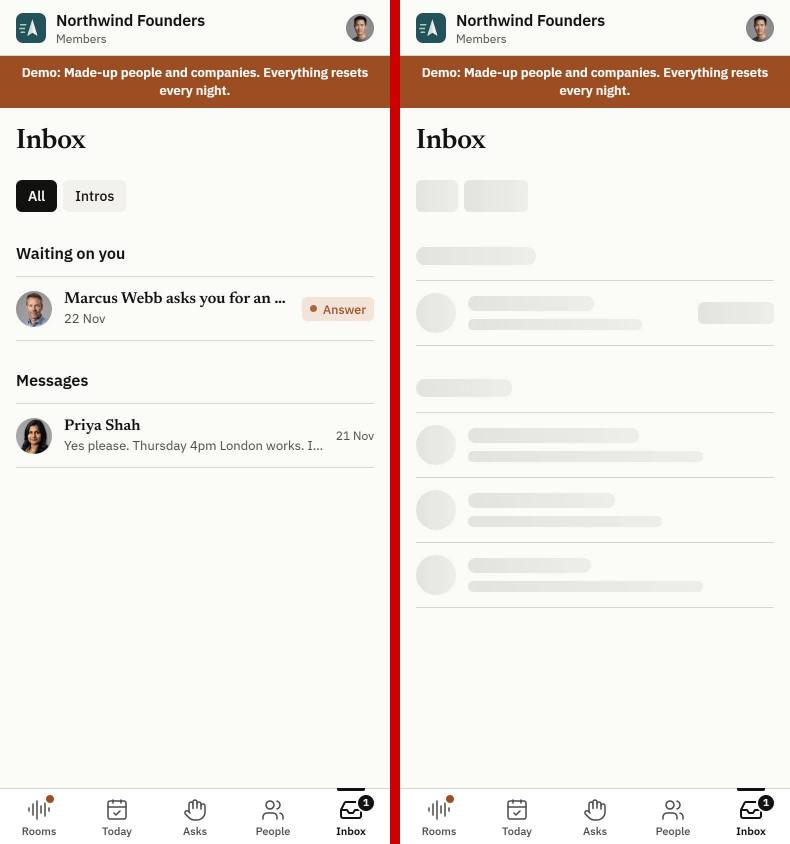 Northwind Founders
Members
Demo: Made-up people and companies. Everything resets
every night.
Inbox
All
Intros
Waiting on you
Marcus Webb asks you for an ...
22 Nov
Answer
Messages
Priya Shah
Yes please. Thursday 4pm London works. I...
21 Nov
Rooms
Today
Asks
People
1
Inbox
Northwind Founders
Members
Demo: Made-up people and companies. Everything resets
every night.
Inbox
Rooms
Today
Asks
People
1
Inbox